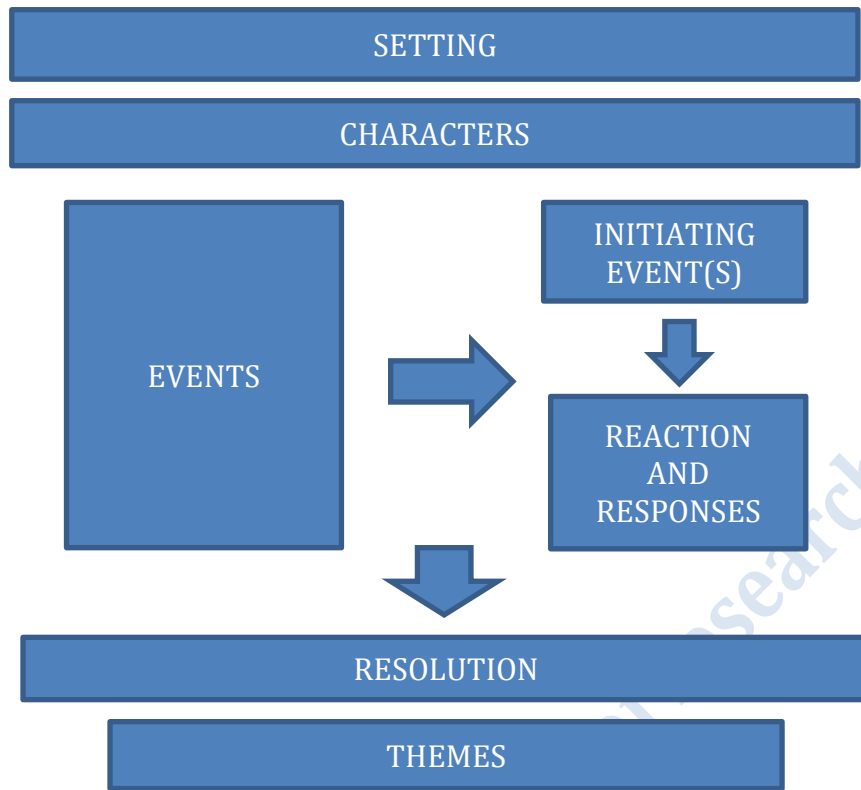 SETTING
CHARACTERS
EVENTS
INITIATING
EVENT(S)
REACTION
AND
RESPONSES
RESOLUTION
THEMES